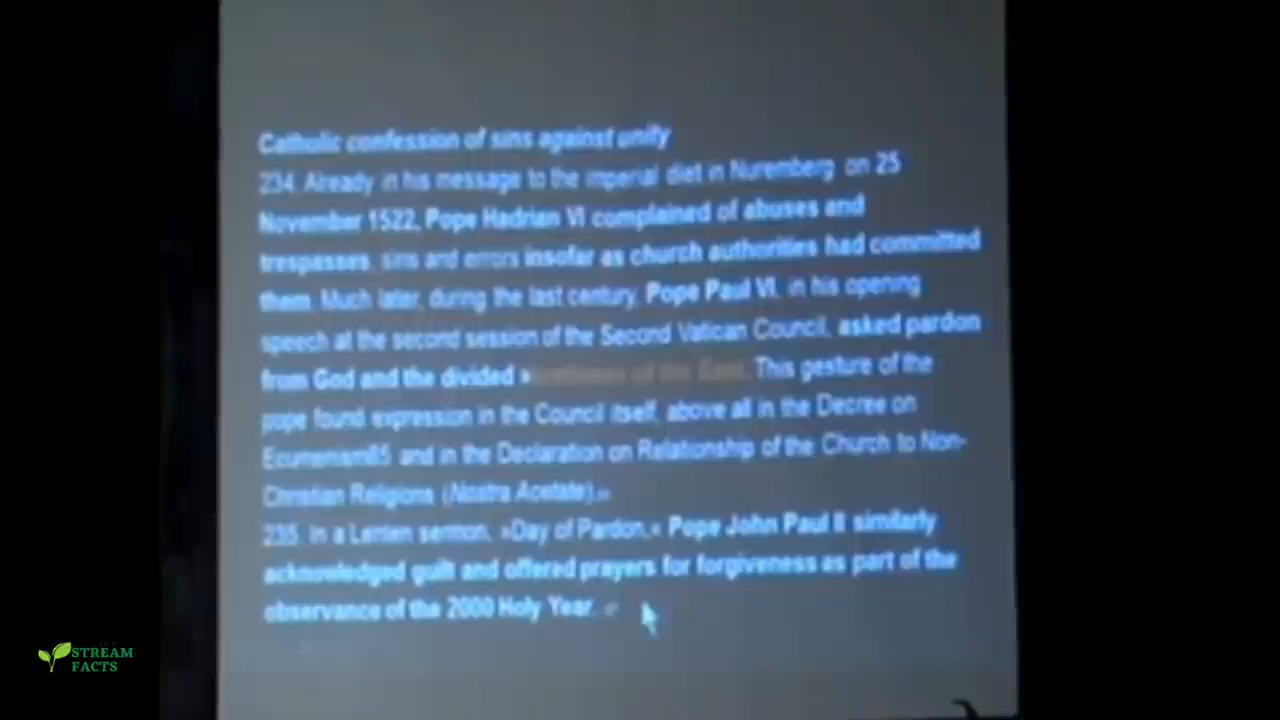 Catholic confession of sins against unity
234. Already in his message to the imperial diet in Nuremberg on 25
November 1522, Pope Hadrian VI complained of abuses and
trespasses, sins and errors insofar as church authorities had committed
them. Much later, during the last century, Pope Paul VI, in his opening
speech at the second session of the Second Vatican Council, asked pardon
from God and the divided » of the East. This gesture of the
pope found expression in the Council itself, above all in the Decree on
Ecumenism85 and in the Declaration on Relationship of the Church to Non-
Christian Religions (Nostra Aetate).
235. In a Lenten sermon, »Day of Pardon,« Pope John Paul II similarly
acknowledged guilt and offered prayers for forgiveness as part of the
observance of the 2000 Holy Year.
STREAM
FACTS